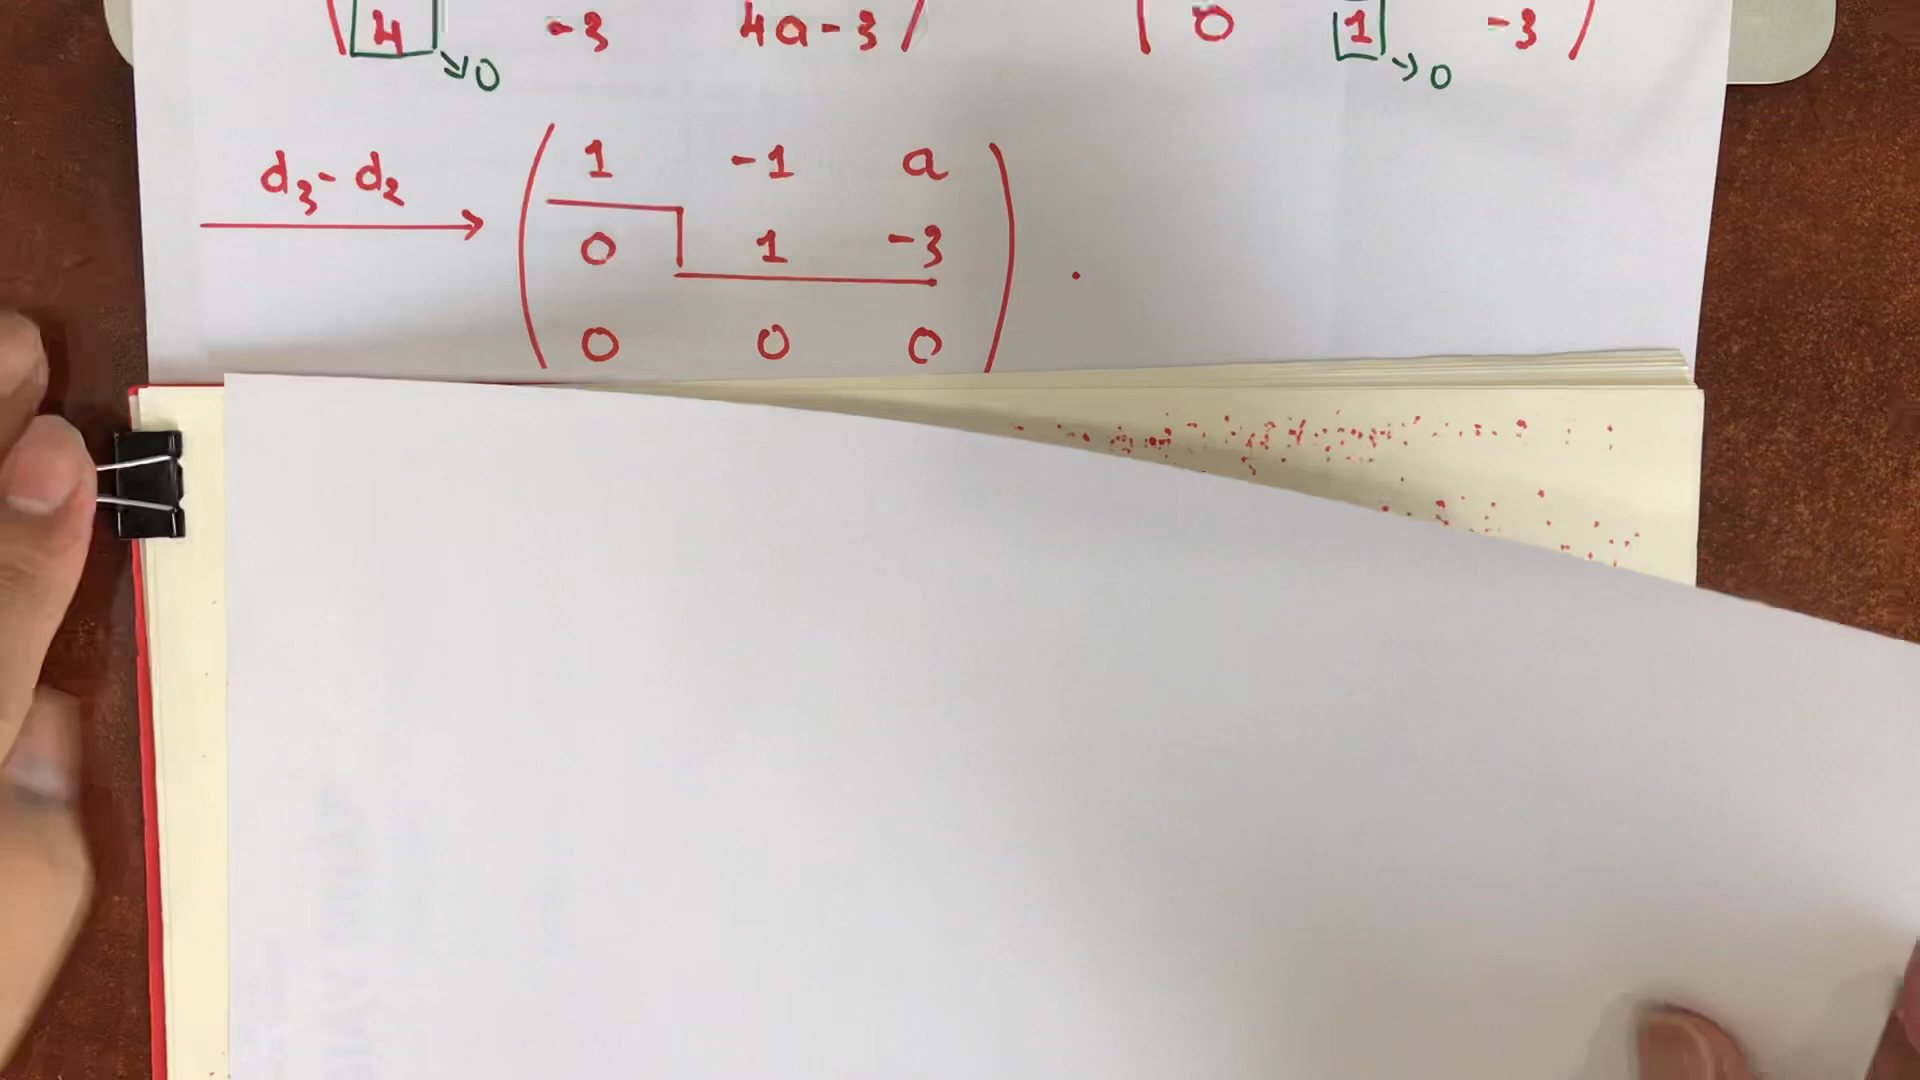 4 -3 4a-3 0 1 -3
→ 0 → 0
d3 - d2 → 1 -1 a
0 1 -3 .
0 0 0